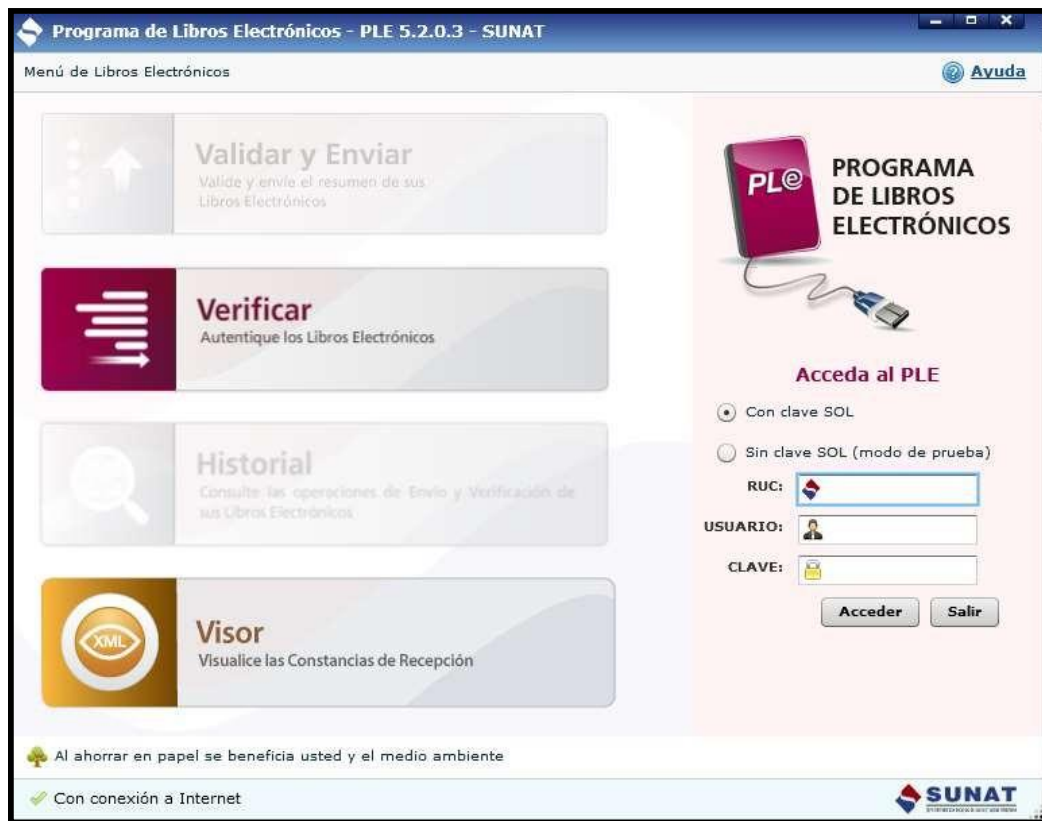 Programa de Libros Electrónicos - PLE 5.2.0.3 - SUNAT
Menú de Libros Electrónicos
Ayuda
Validar y Enviar
Valide y envíe el resumen de sus
Libros Electrónicos
Verificar
Autentique los Libros Electrónicos
Historial
Consulte las operaciones de Envío y Verificación de
sus Libros Electrónicos
XML
Visor
Visualice las Constancias de Recepción
PL@
PROGRAMA
DE LIBROS
ELECTRÓNICOS
Acceda al PLE
Con clave SOL
Sin clave SOL (modo de prueba)
RUC:
USUARIO:
CLAVE:
Acceder
Salir
Al ahorrar en papel se beneficia usted y el medio ambiente
Con conexión a Internet
SUNAT